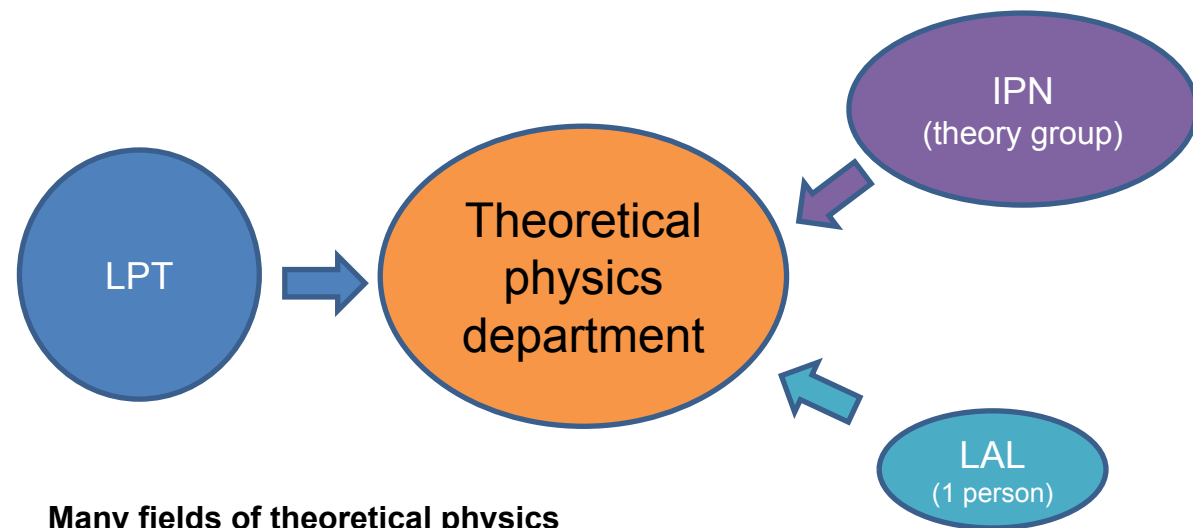 IPN
(theory group)
Theoretical
physics
department
LPT
LAL
(1 person)
Many fields of theoretical physics